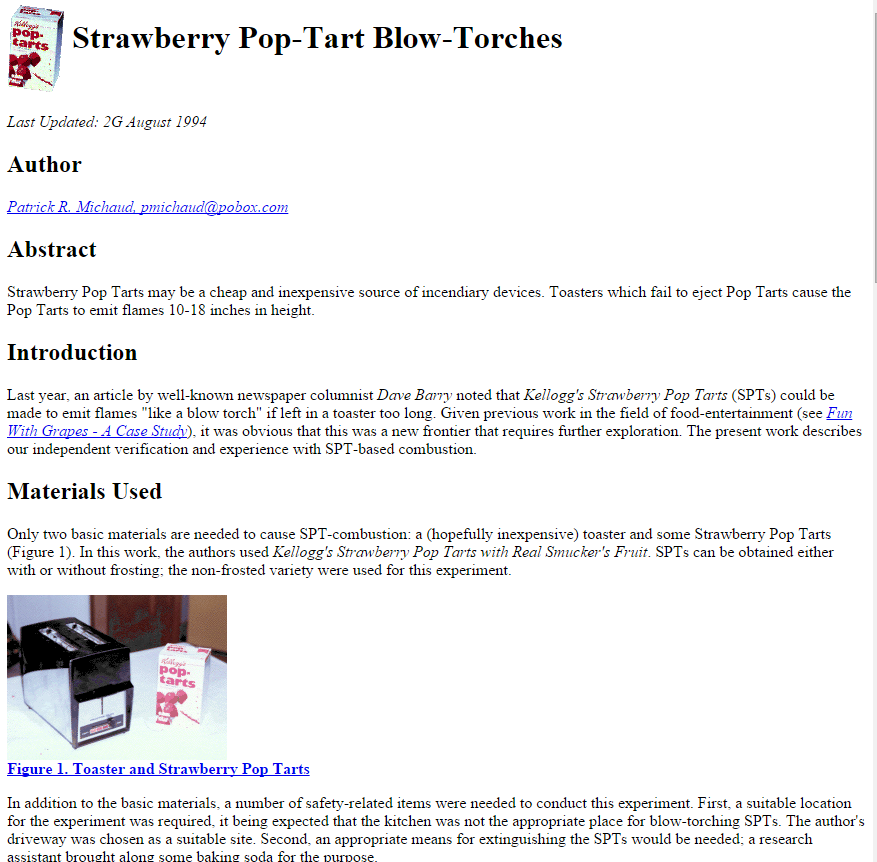 Kellogg's
pop-
tarts
Strawberry Pop-Tart Blow-Torches
Last Updated: 2G August 1994
Author
Patrick R. Michaud, pmichaud@pobox.com
Abstract
Strawberry Pop Tarts may be a cheap and inexpensive source of incendiary devices. Toasters which fail to eject Pop Tarts cause the
Pop Tarts to emit flames 10-18 inches in height.
Introduction
Last year, an article by well-known newspaper columnist Dave Barry noted that Kellogg's Strawberry Pop Tarts (SPTs) could be
made to emit flames "like a blow torch" if left in a toaster too long. Given previous work in the field of food-entertainment (see Fun
With Grapes - A Case Study), it was obvious that this was a new frontier that requires further exploration. The present work describes
our independent verification and experience with SPT-based combustion.
Materials Used
Only two basic materials are needed to cause SPT-combustion: a (hopefully inexpensive) toaster and some Strawberry Pop Tarts
(Figure 1). In this work, the authors used Kellogg's Strawberry Pop Tarts with Real Smucker's Fruit. SPTs can be obtained either
with or without frosting; the non-frosted variety were used for this experiment.
Kellogg's
pop-
tarts
Figure 1. Toaster and Strawberry Pop Tarts
In addition to the basic materials, a number of safety-related items were needed to conduct this experiment. First, a suitable location
for the experiment was required, it being expected that the kitchen was not the appropriate place for blow-torching SPTs. The author's
driveway was chosen as a suitable site. Second, an appropriate means for extinguishing the SPTs would be needed; a research
assistant brought along some baking soda for the purpose.